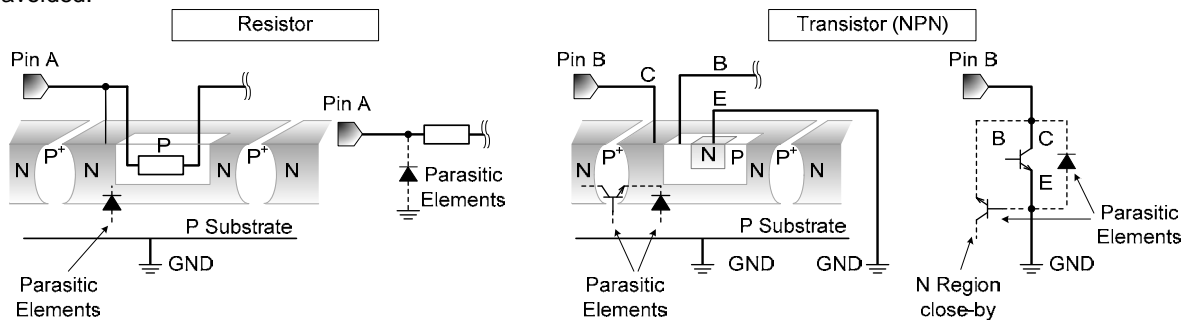 avoided.
Resistor
Transistor (NPN)
Pin A
Pin A
N
P+
N
P
P+
N
Parasitic
Elements
P Substrate
GND
Parasitic
Elements
Pin B
C
B
E
N
P+
N
N
P
P+
N
P Substrate
GND
GND
Parasitic
Elements
Pin B
B
C
E
Parasitic
Elements
GND
N Region
close-by